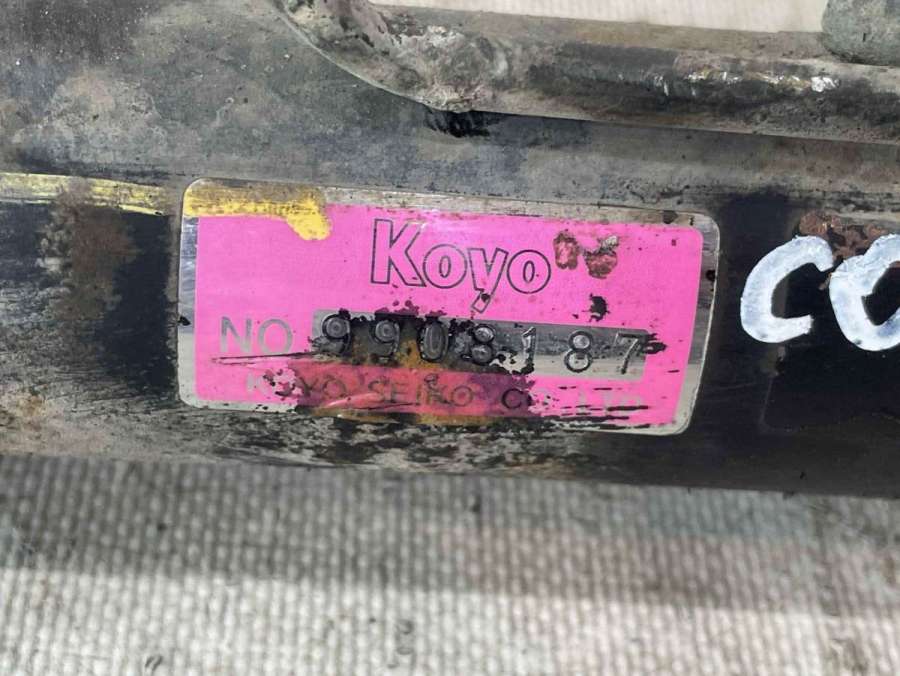 Koyo
NO 9908187
KOYO SEIKO CO., LTD.
CO